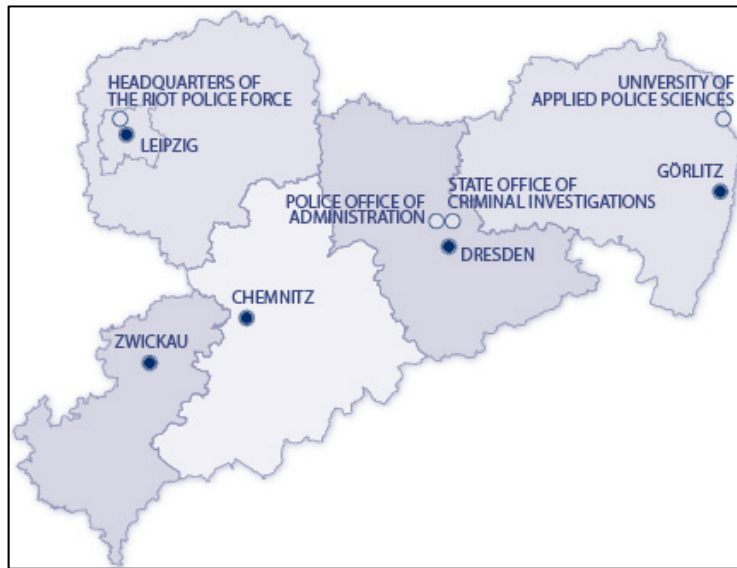 HEADQUARTERS OF
THE RIOT POLICE FORCE
LEIPZIG
UNIVERSITY OF
APPLIED POLICE SCIENCES
GÖRLITZ
POLICE OFFICE OF
ADMINISTRATION
STATE OFFICE OF
CRIMINAL INVESTIGATIONS
DRESDEN
CHEMNITZ
ZWICKAU